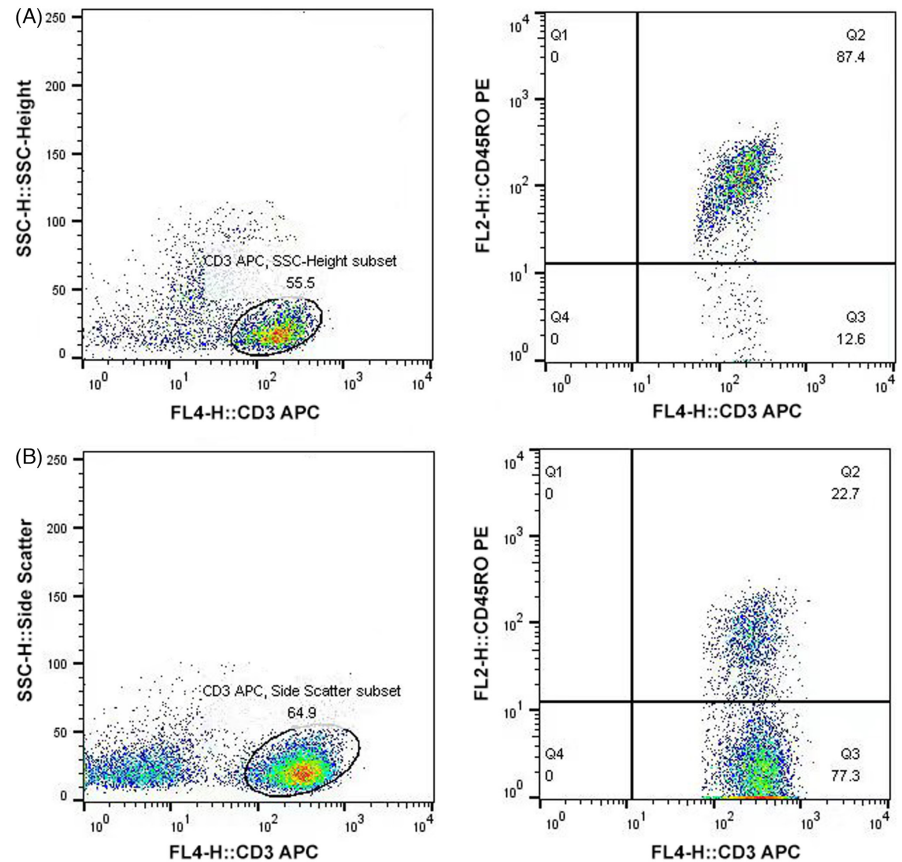 (A)
250
200
150
100
50
0
SSC-H::SSC-Height
CD3 APC, SSC-Height subset
55.5
10^0 10^1 10^2 10^3 10^4
FL4-H::CD3 APC
10^4
10^3
10^2
10^1
10^0
FL2-H::CD45RO PE
Q1
0
Q2
87.4
Q4
0
Q3
12.6
10^0 10^1 10^2 10^3 10^4
FL4-H::CD3 APC
(B)
250
200
150
100
50
0
SSC-H::Side Scatter
CD3 APC, Side Scatter subset
64.9
10^0 10^1 10^2 10^3 10^4
FL4-H::CD3 APC
10^4
10^3
10^2
10^1
10^0
FL2-H::CD45RO PE
Q1
0
Q2
22.7
Q4
0
Q3
77.3
10^0 10^1 10^2 10^3 10^4
FL4-H::CD3 APC